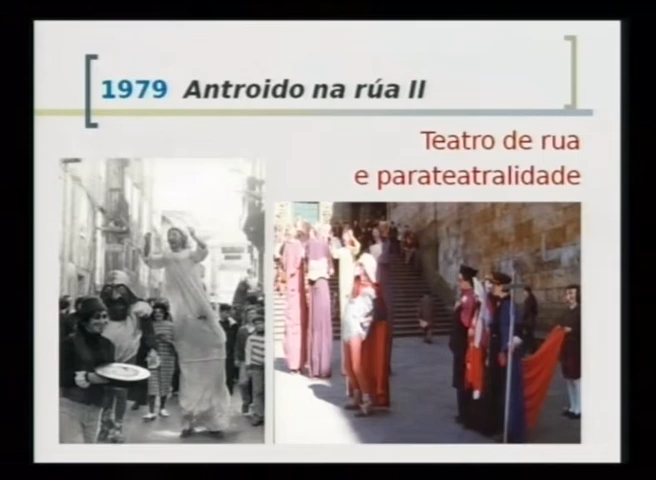 1979 Antroido na rúa II
Teatro de rua
e parateatralidade